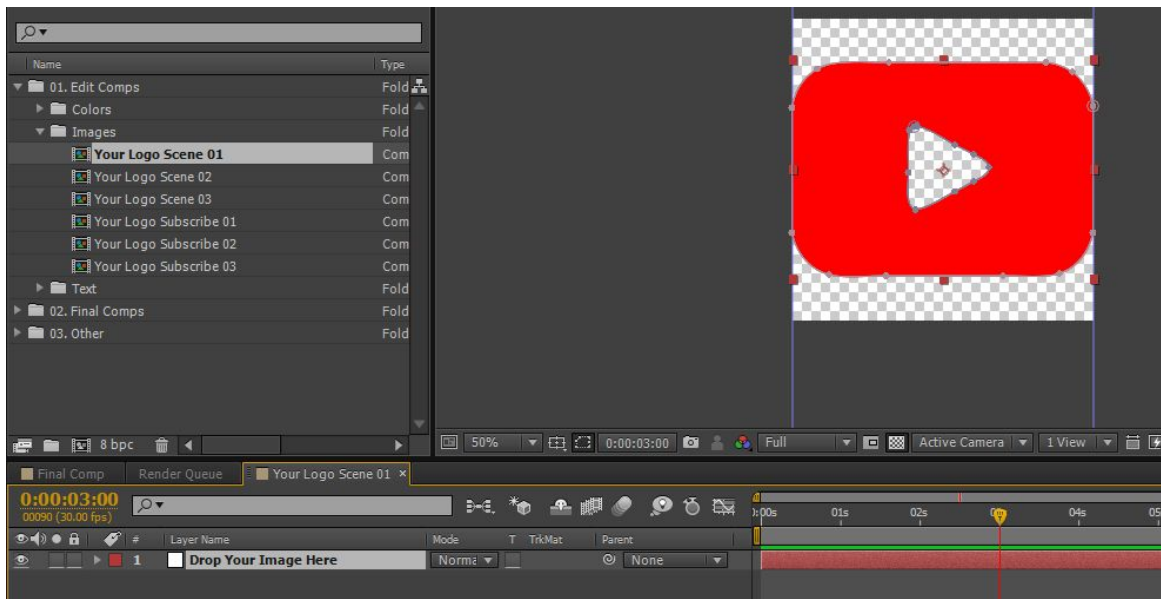 Name Type
01. Edit Comps Fold
Colors Fold
Images Fold
Your Logo Scene 01 Com
Your Logo Scene 02 Com
Your Logo Scene 03 Com
Your Logo Subscribe 01 Com
Your Logo Subscribe 02 Com
Your Logo Subscribe 03 Com
Text Fold
02. Final Comps Fold
03. Other Fold
8 bpc
50% 0:00:03:00 Full Active Camera 1 View
Final Comp Render Queue Your Logo Scene 01 ×
0:00:03:00
00090 (30.00 fps)
):00s 01s 02s 04s 05
# Layer Name Mode T TrkMat Parent
1 Drop Your Image Here Norma None